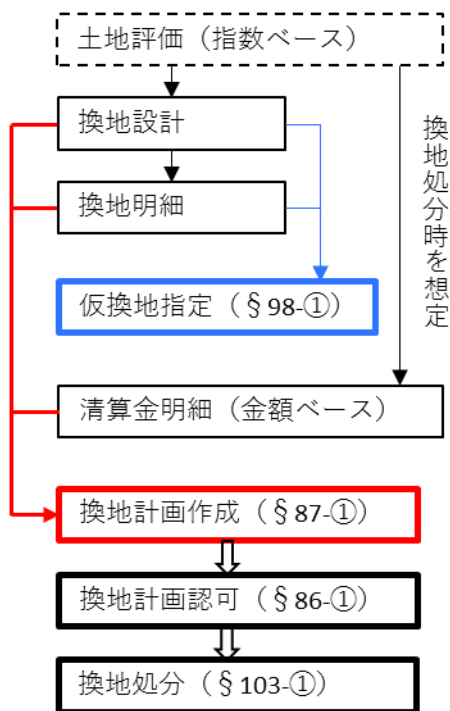 土地評価（指数ベース）
換地設計
換地明細
換地処分時を想定
仮換地指定（§98-①）
清算金明細（金額ベース）
換地計画作成（§87-①）
換地計画認可（§86-①）
換地処分（§103-①）